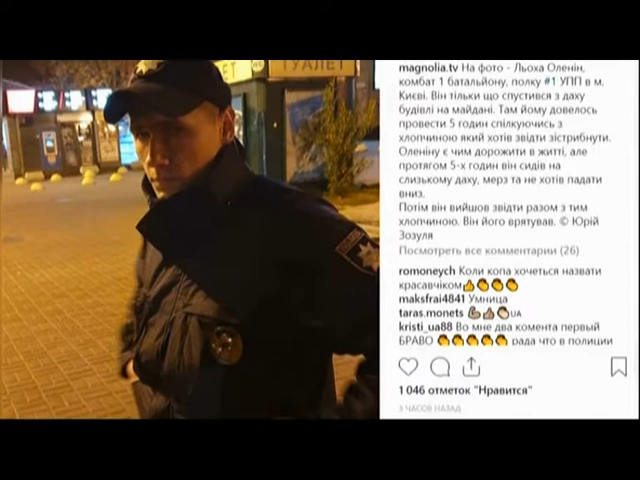 ТУАЛЕТ
magnolia.tv На фото - Льоха Оленін,
комбат 1 батальйону, полку #1 УПП в м.
Києві. Він тільки що спустився з даху
будівлі на майдані. Там йому довелось
провести 5 годин спілкуючись з
хлопчиною який хотів звідти зістрибнути.
Оленіну є чим дорожити в житті, але
протягом 5-х годин він сидів на
слизькому даху, мерз та не хотів падати
вниз.
Потім він вийшов звідти разом з тим
хлопчиною. Він його врятував. © Юрій
Зозуля
Посмотреть все комментарии (26)
romoneych Коли копа хочеться назвати
красавчіком👍👏👏👏
maksfrai4841 Умница
taras.monets 💪👍👏UA
kristi_ua88 Во мне два комента первый
БРАВО 👏👏👏👏👏 рада что в полиции
1 046 отметок "Нравится"
3 ЧАСОВ НАЗАД